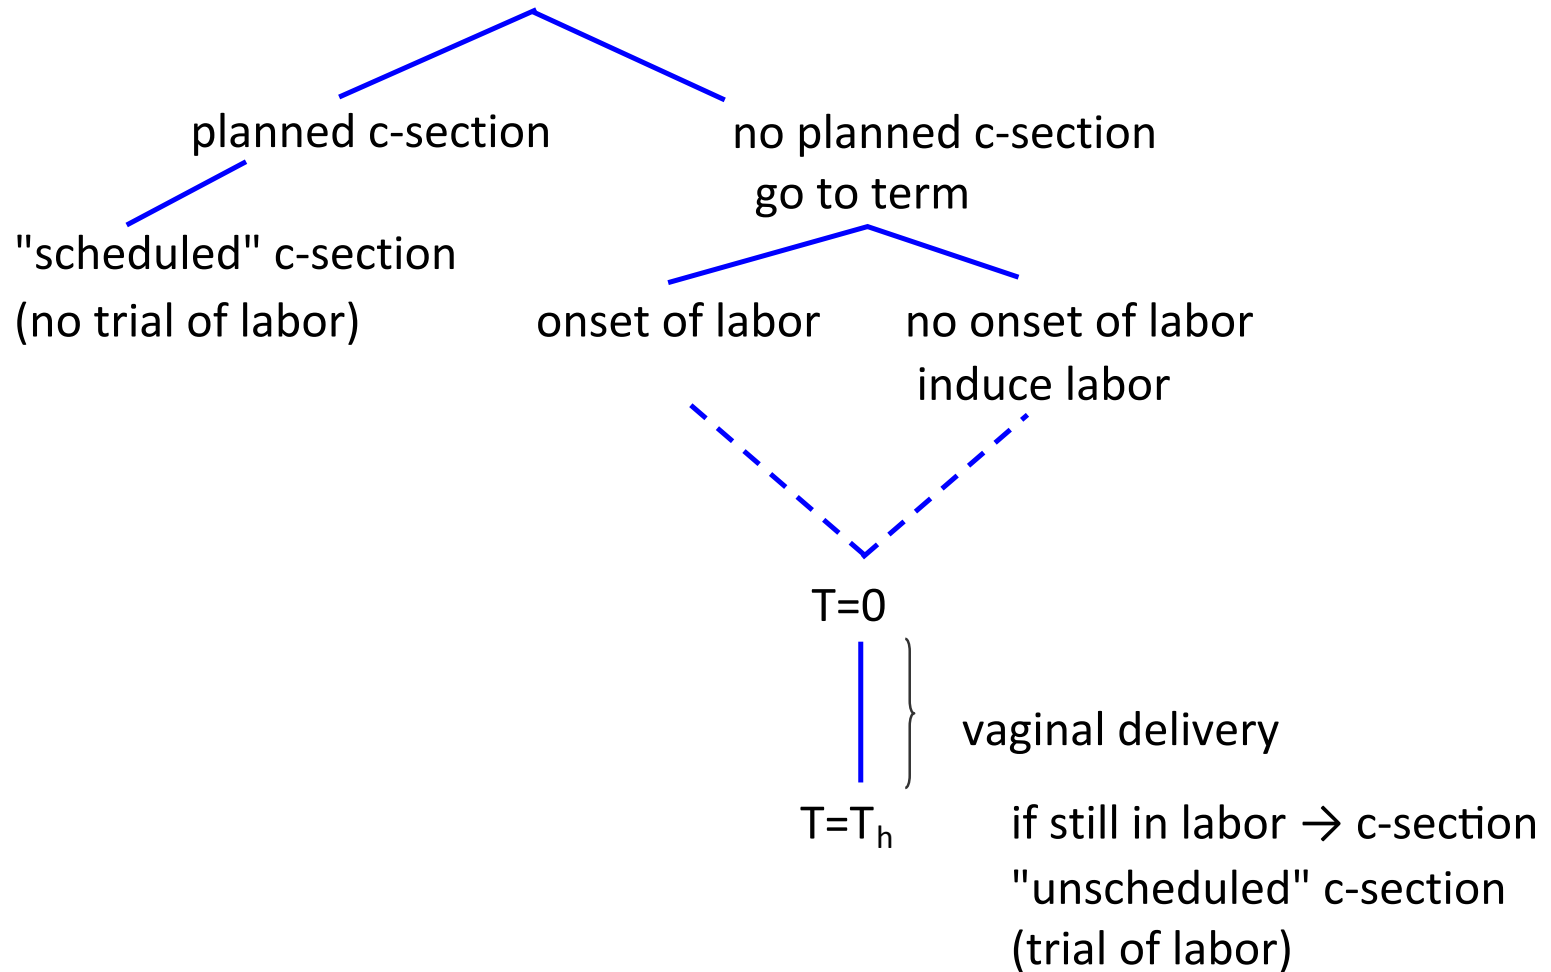 planned c-section
no planned c-section
go to term
"scheduled" c-section
(no trial of labor)
onset of labor
no onset of labor
induce labor
T=0
vaginal delivery
T=Th
if still in labor → c-section
"unscheduled" c-section
(trial of labor)